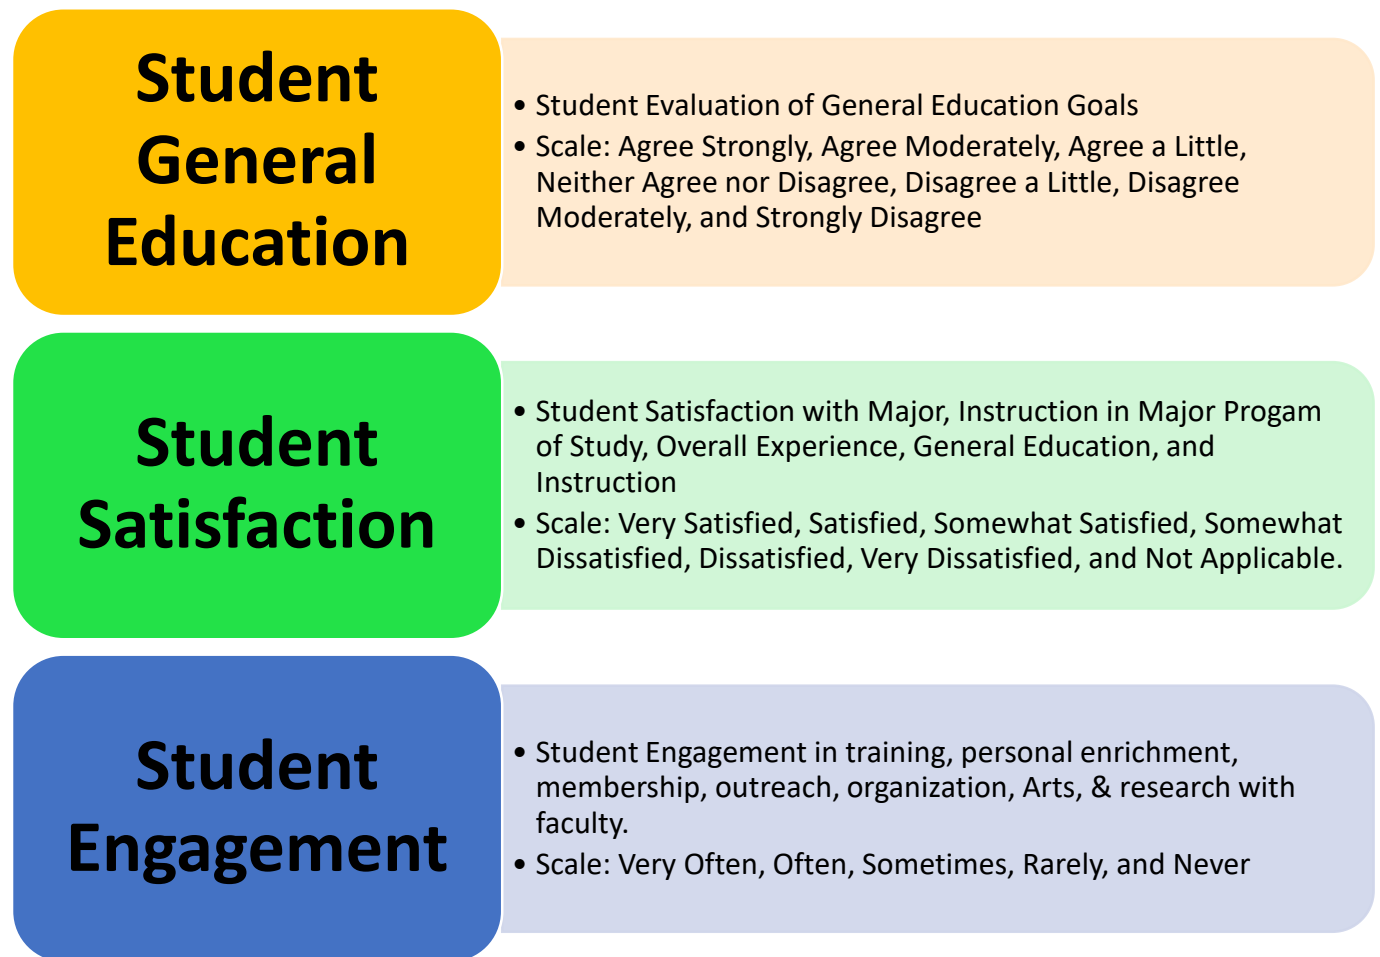 Student
General
Education
• Student Evaluation of General Education Goals
• Scale: Agree Strongly, Agree Moderately, Agree a Little,
Neither Agree nor Disagree, Disagree a Little, Disagree
Moderately, and Strongly Disagree
Student
Satisfaction
• Student Satisfaction with Major, Instruction in Major Progam
of Study, Overall Experience, General Education, and
Instruction
• Scale: Very Satisfied, Satisfied, Somewhat Satisfied, Somewhat
Dissatisfied, Dissatisfied, Very Dissatisfied, and Not Applicable.
Student
Engagement
• Student Engagement in training, personal enrichment,
membership, outreach, organization, Arts, & research with
faculty.
• Scale: Very Often, Often, Sometimes, Rarely, and Never